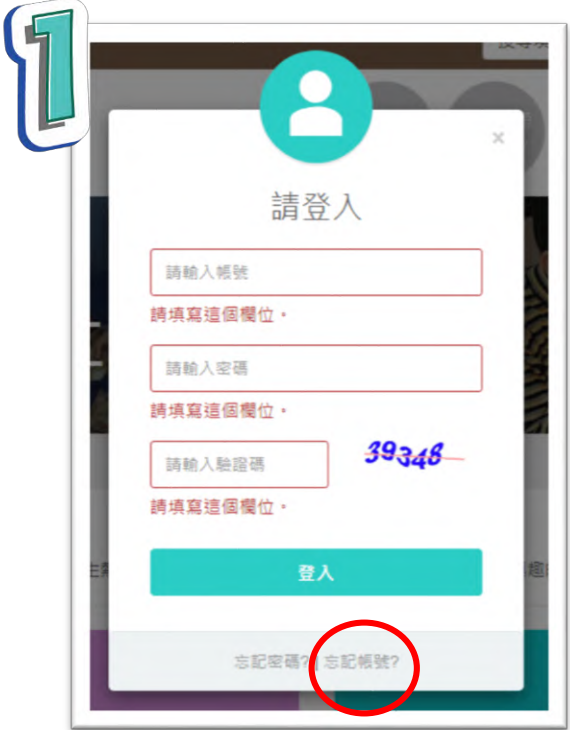 1
請登入
請輸入帳號
請填寫這個欄位。
請輸入密碼
請填寫這個欄位。
請輸入驗證碼
39348
請填寫這個欄位。
登入
忘記密碼? | 忘記帳號?